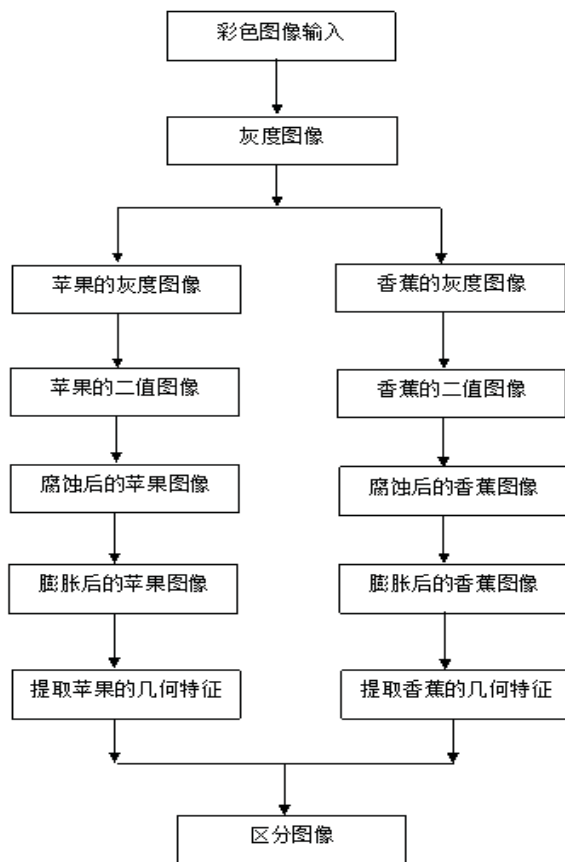 彩色图像输入
灰度图像
苹果的灰度图像
香蕉的灰度图像
苹果的二值图像
香蕉的二值图像
腐蚀后的苹果图像
腐蚀后的香蕉图像
膨胀后的苹果图像
膨胀后的香蕉图像
提取苹果的几何特征
提取香蕉的几何特征
区分图像